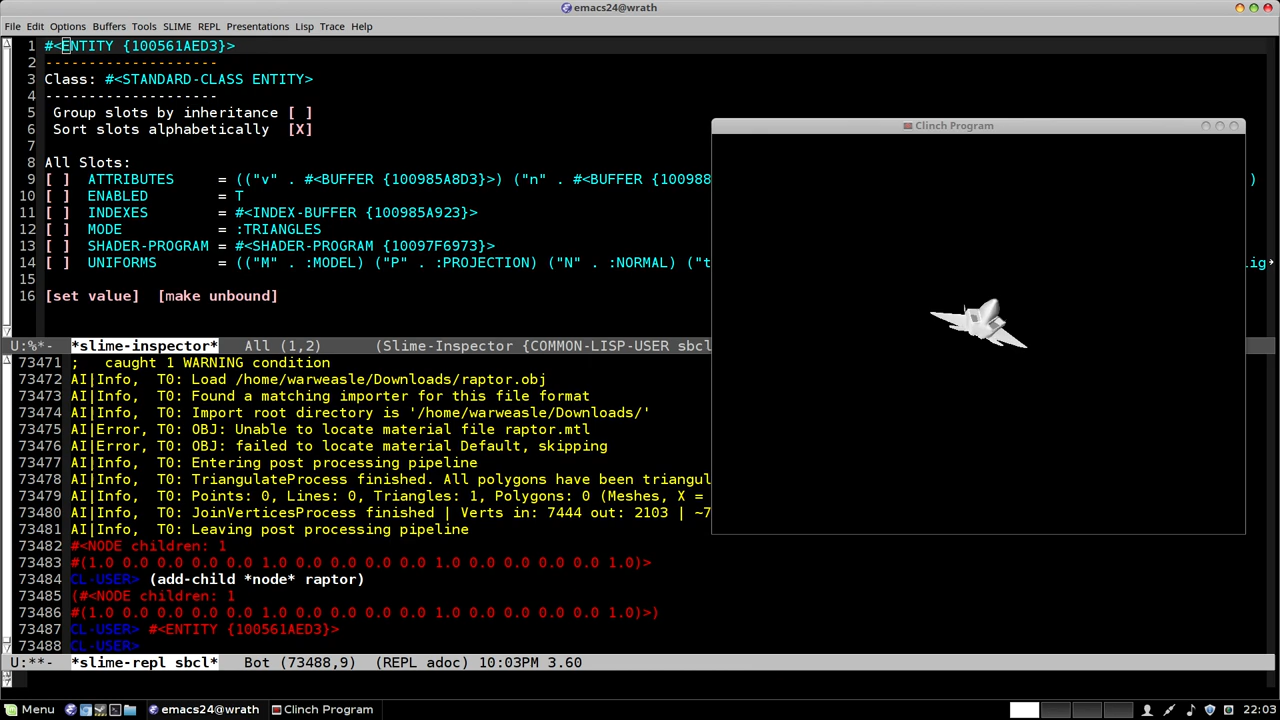 emacs24@wrath
File Edit Options Buffers Tools SLIME REPL Presentations Lisp Trace Help
1 #<ENTITY {100561AED3}>
2 --------------------
3 Class: #<STANDARD-CLASS ENTITY>
4 --------------------
5 Group slots by inheritance [ ]
6 Sort slots alphabetically [X]
7
8 All Slots:
9 [ ] ATTRIBUTES = (("v" . #<BUFFER {100985A8D3}>) ("n" . #<BUFFER {100988 )
10 [ ] ENABLED = T
11 [ ] INDEXES = #<INDEX-BUFFER {100985A923}>
12 [ ] MODE = :TRIANGLES
13 [ ] SHADER-PROGRAM = #<SHADER-PROGRAM {10097F6973}>
14 [ ] UNIFORMS = (("M" . :MODEL) ("P" . :PROJECTION) ("N" . :NORMAL) ("t lig
15
16 [set value] [make unbound]
Clinch Program
U:%*- *slime-inspector* All (1,2) (Slime-Inspector {COMMON-LISP-USER sbcl
73471 ; caught 1 WARNING condition
73472 AI|Info, T0: Load /home/warweasle/Downloads/raptor.obj
73473 AI|Info, T0: Found a matching importer for this file format
73474 AI|Info, T0: Import root directory is '/home/warweasle/Downloads/'
73475 AI|Error, T0: OBJ: Unable to locate material file raptor.mtl
73476 AI|Error, T0: OBJ: failed to locate material Default, skipping
73477 AI|Info, T0: Entering post processing pipeline
73478 AI|Info, T0: TriangulateProcess finished. All polygons have been triangul
73479 AI|Info, T0: Points: 0, Lines: 0, Triangles: 1, Polygons: 0 (Meshes, X =
73480 AI|Info, T0: JoinVerticesProcess finished | Verts in: 7444 out: 2103 | ~7
73481 AI|Info, T0: Leaving post processing pipeline
73482 #<NODE children: 1
73483 #(1.0 0.0 0.0 0.0 0.0 1.0 0.0 0.0 0.0 0.0 1.0 0.0 0.0 0.0 0.0 1.0)>
73484 CL-USER> (add-child *node* raptor)
73485 (#<NODE children: 1
73486 #(1.0 0.0 0.0 0.0 0.0 1.0 0.0 0.0 0.0 0.0 1.0 0.0 0.0 0.0 0.0 1.0)>)
73487 CL-USER> #<ENTITY {100561AED3}>
73488 CL-USER>
U:**- *slime-repl sbcl* Bot (73488,9) (REPL adoc) 10:03PM 3.60
Menu emacs24@wrath Clinch Program 22:03